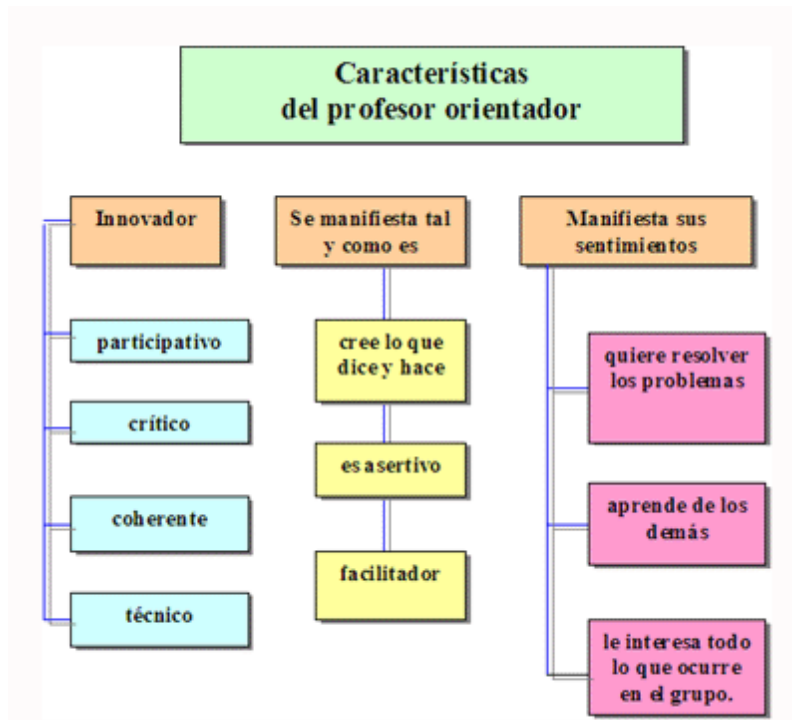 Características
del profesor orientador
Innovador
participativo
crítico
coherente
técnico
Se manifiesta tal
y como es
cree lo que
dice y hace
es asertivo
facilitador
Manifiesta sus
sentimientos
quiere resolver
los problemas
aprende de los
demás
le interesa todo
lo que ocurre
en el grupo.